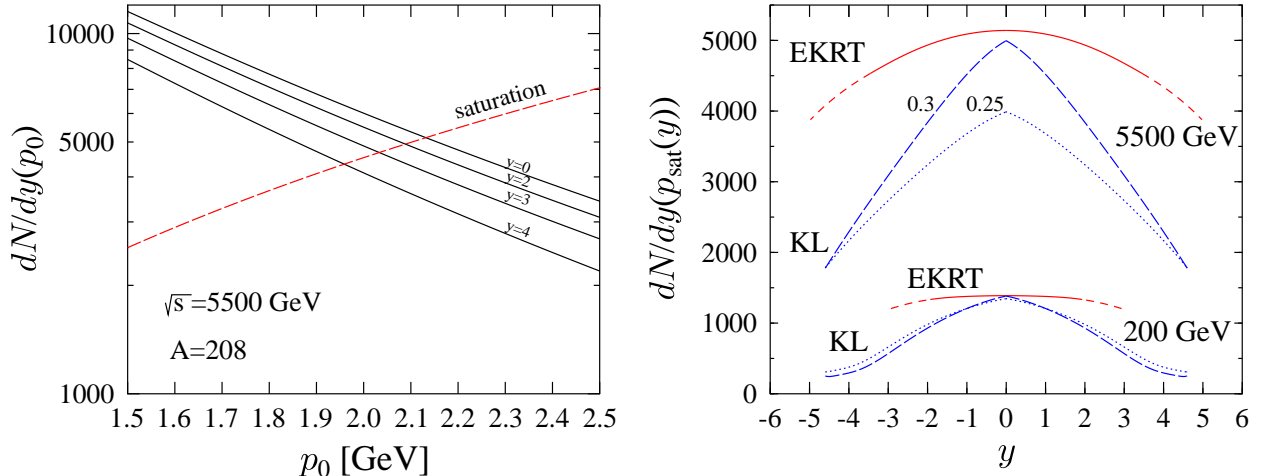 10000
5000
1000
dN/dy(p0)
saturation
y=0
y=2
y=3
y=4
√s=5500 GeV
A=208
1.5 1.6 1.7 1.8 1.9 2.0 2.1 2.2 2.3 2.4 2.5
p0 [GeV]
5000
4000
3000
2000
1000
0
dN/dy(psat(y))
EKRT
0.3 0.25
5500 GeV
KL
EKRT
200 GeV
KL
-6 -5 -4 -3 -2 -1 0 1 2 3 4 5 6
y